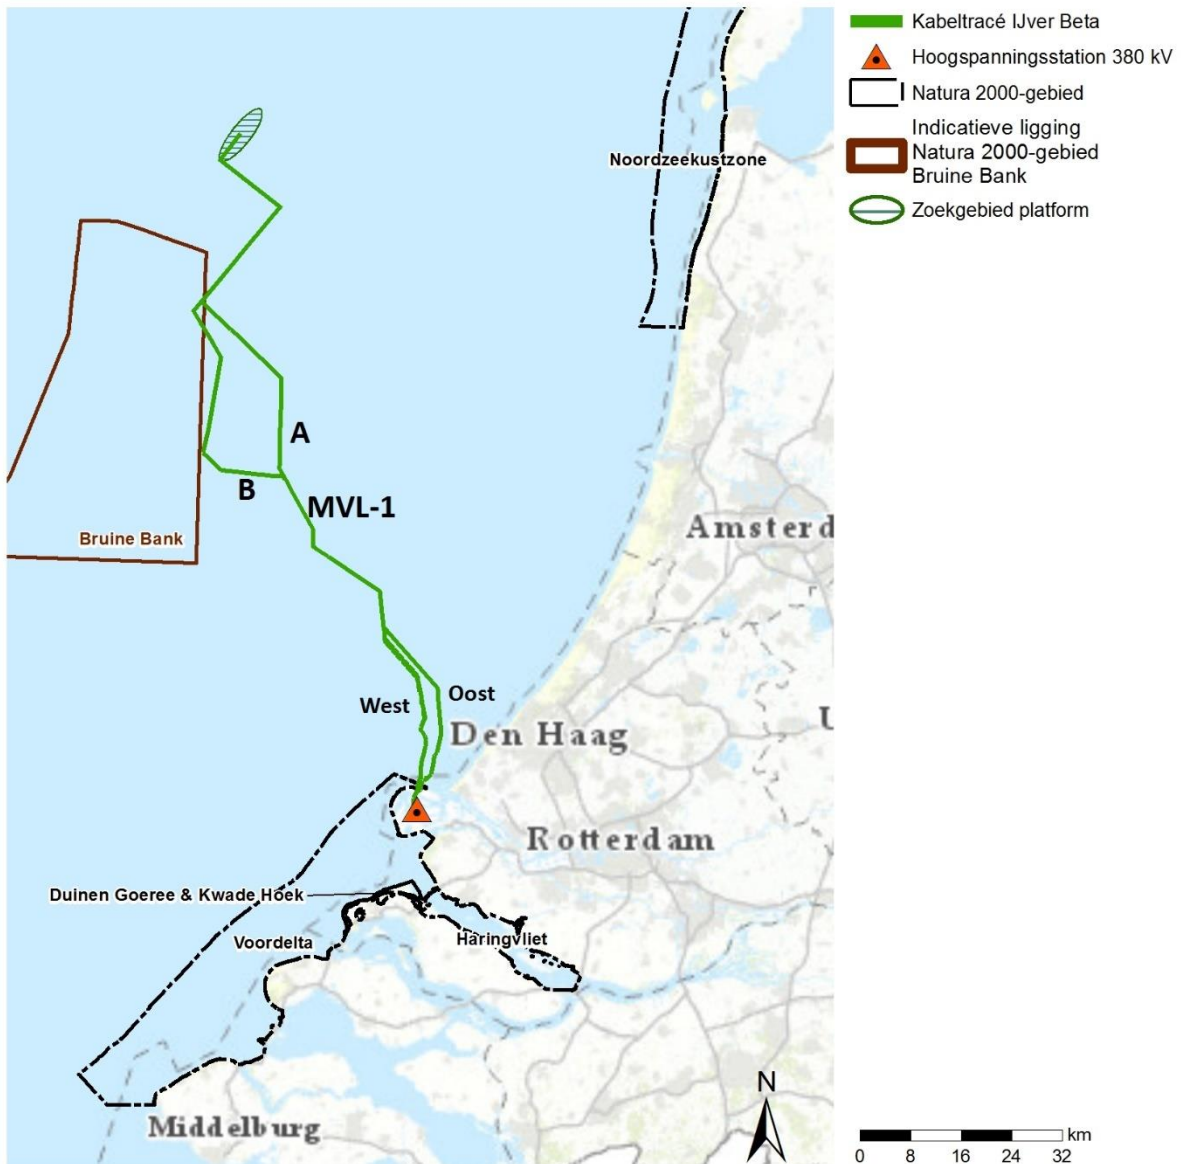 Kabeltracé IJver Beta
Hoogspanningsstation 380 kV
Natura 2000-gebied
Indicatieve ligging
Natura 2000-gebied
Bruine Bank
Zoekgebied platform
Noordzeekustzone
A
B
MVL-1
Bruine Bank
Amsterd
West
Oost
Den Haag
U
Rotterdam
Duinen Goeree & Kwade Hoek
Voordelta
Haringvliet
Middelburg
N
km
0 8 16 24 32